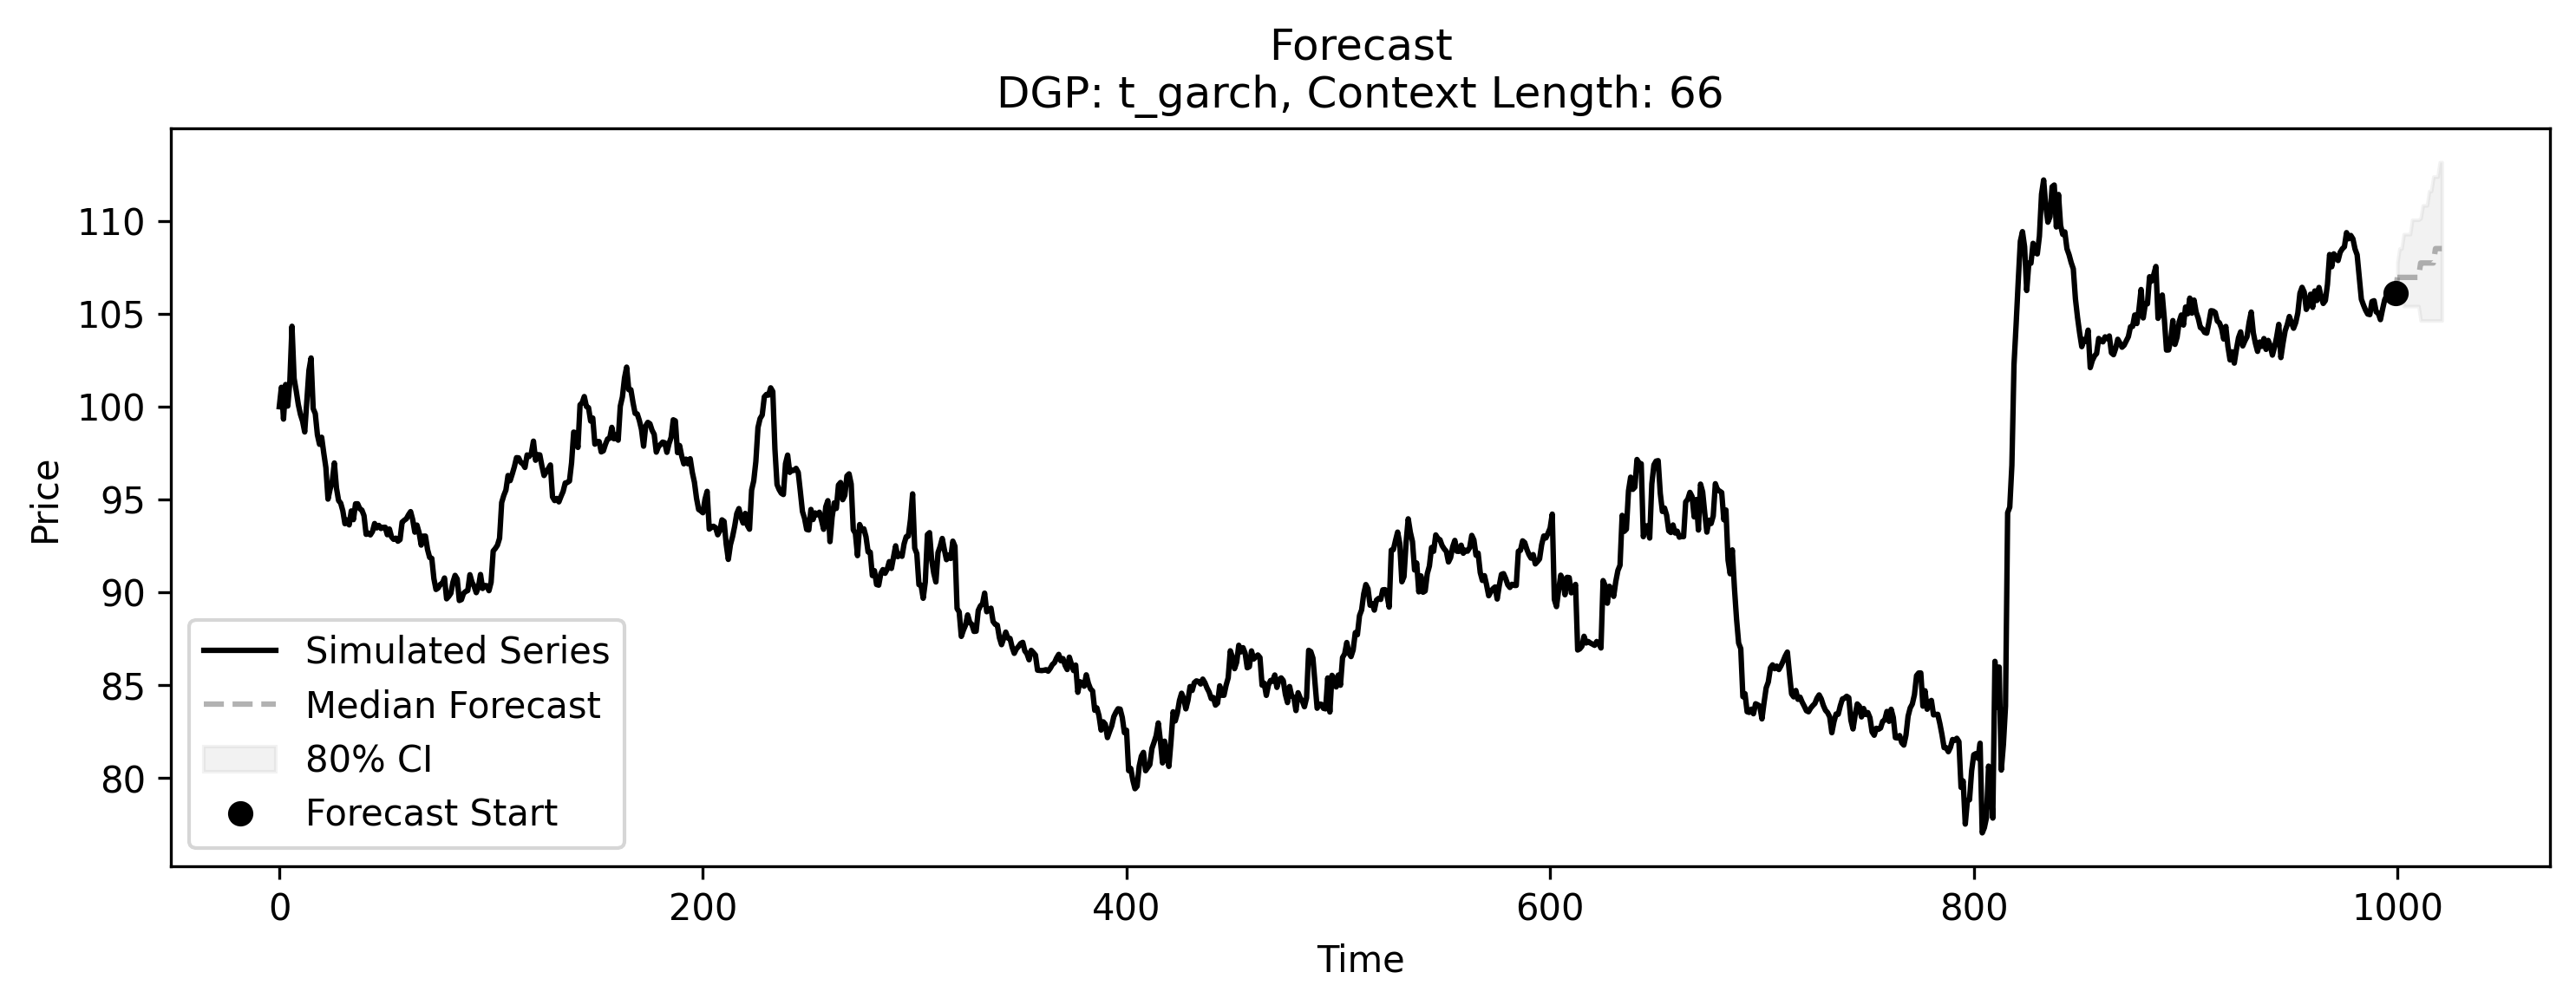 Forecast
DGP: t_garch, Context Length: 66
Price
110
105
100
95
90
85
80
Simulated Series
Median Forecast
80% CI
Forecast Start
0
200
400
600
800
1000
Time